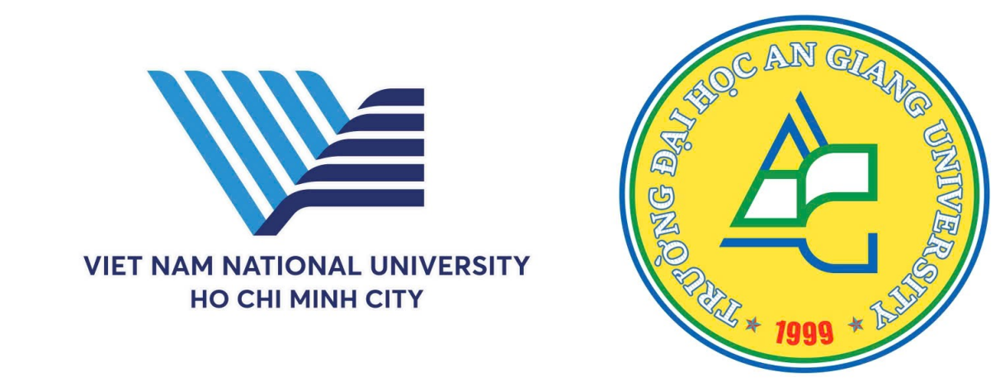 VIET NAM NATIONAL UNIVERSITY
HO CHI MINH CITY
TRƯỜNG ĐẠI HỌC AN GIANG UNIVERSITY
1999